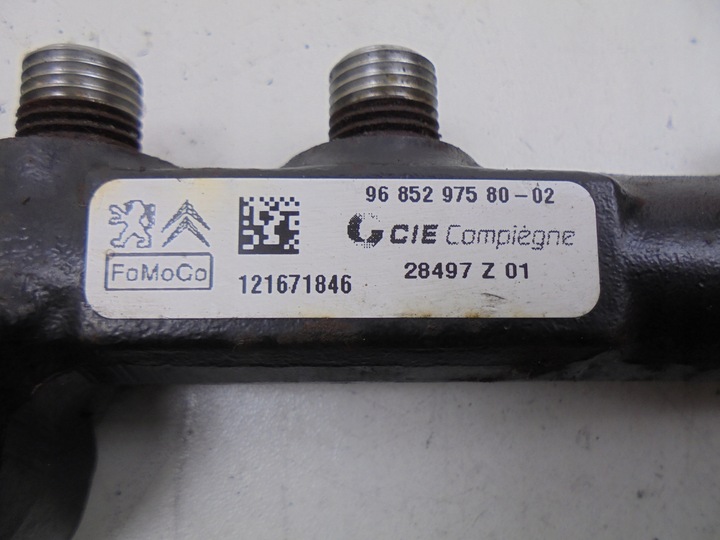 96 852 975 80-02
CIE Compiègne
FoMoCo
121671846
28497 Z 01